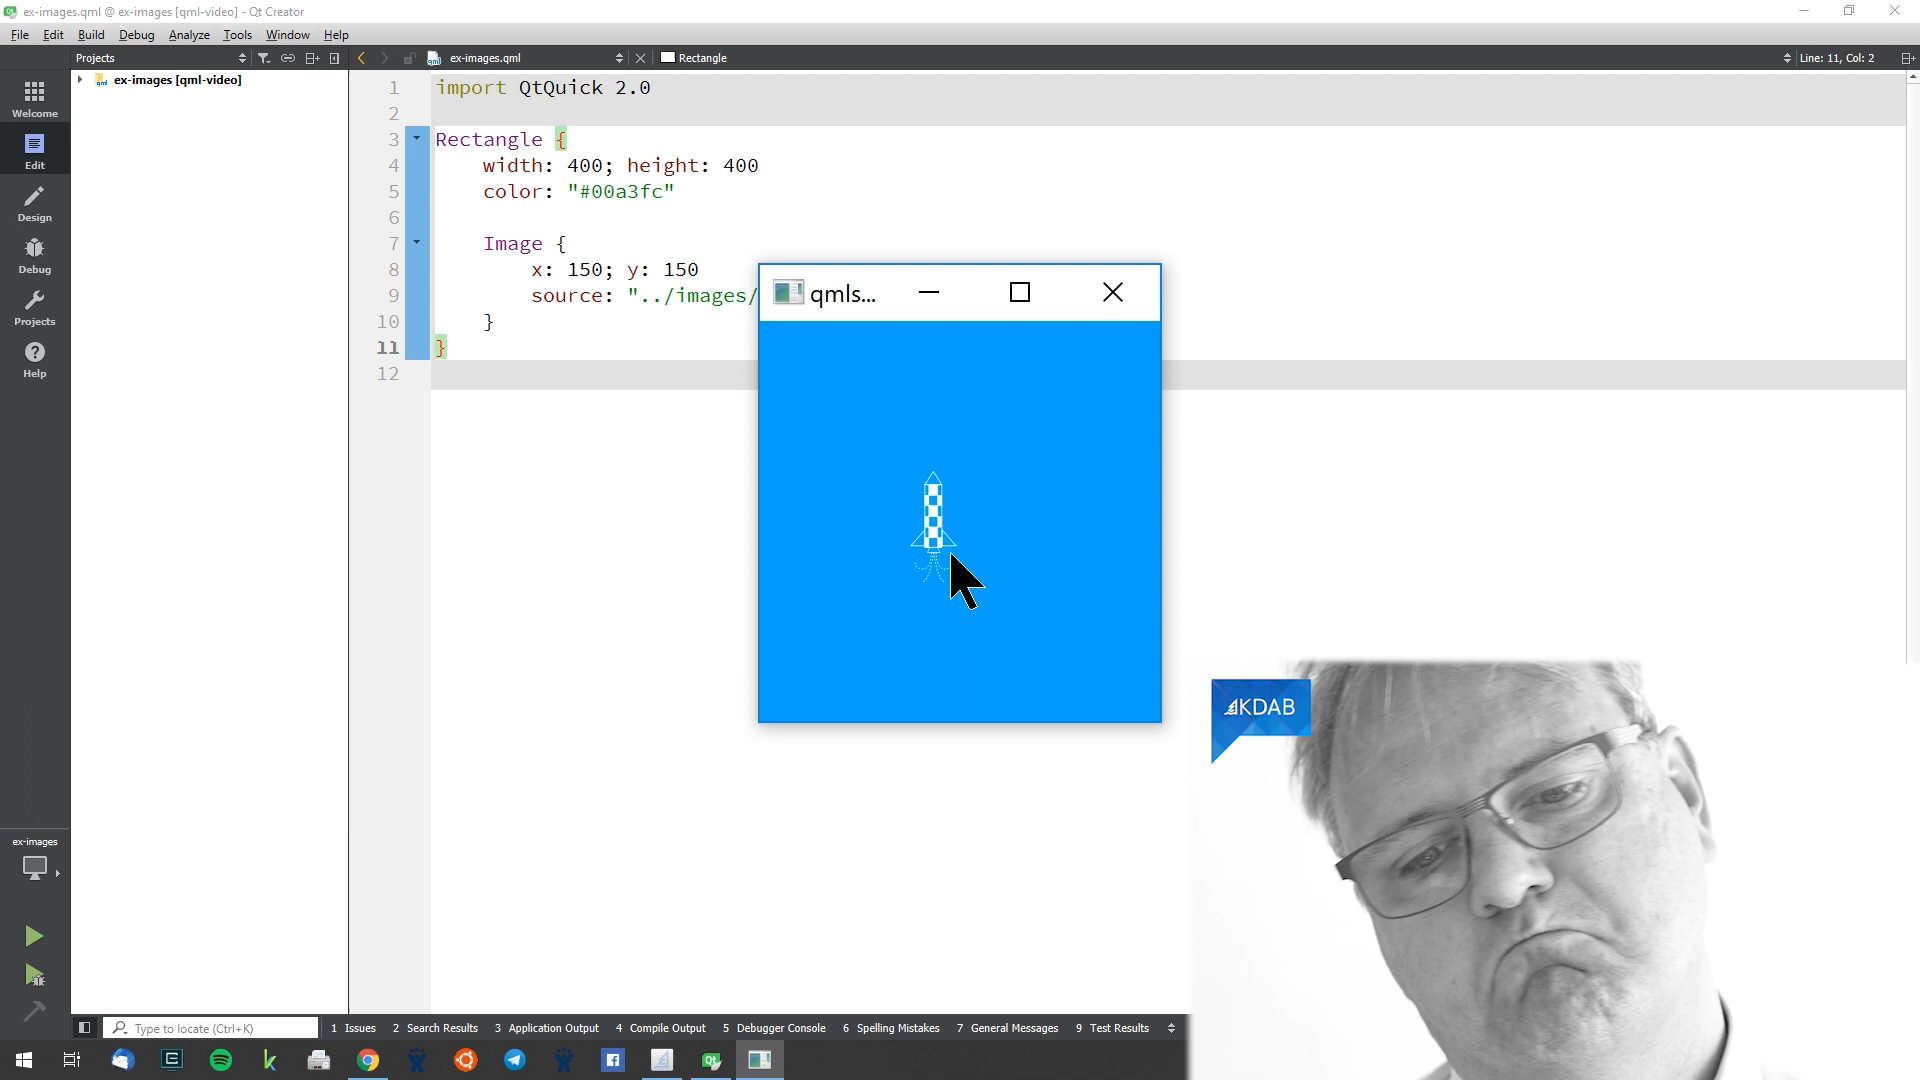 ex-images.qml @ ex-images [qml-video] - Qt Creator
File Edit Build Debug Analyze Tools Window Help
Projects
ex-images.qml
Rectangle
Line: 11, Col: 2
ex-images [qml-video]
Welcome
Edit
Design
Debug
Projects
Help
1 import QtQuick 2.0
2
3 Rectangle {
4 width: 400; height: 400
5 color: "#00a3fc"
6
7 Image {
8 x: 150; y: 150
9 source: "../images/
10 }
11 }
12
qmls...
KDAB
ex-images
Type to locate (Ctrl+K)
1 Issues 2 Search Results 3 Application Output 4 Compile Output 5 Debugger Console 6 Spelling Mistakes 7 General Messages 9 Test Results